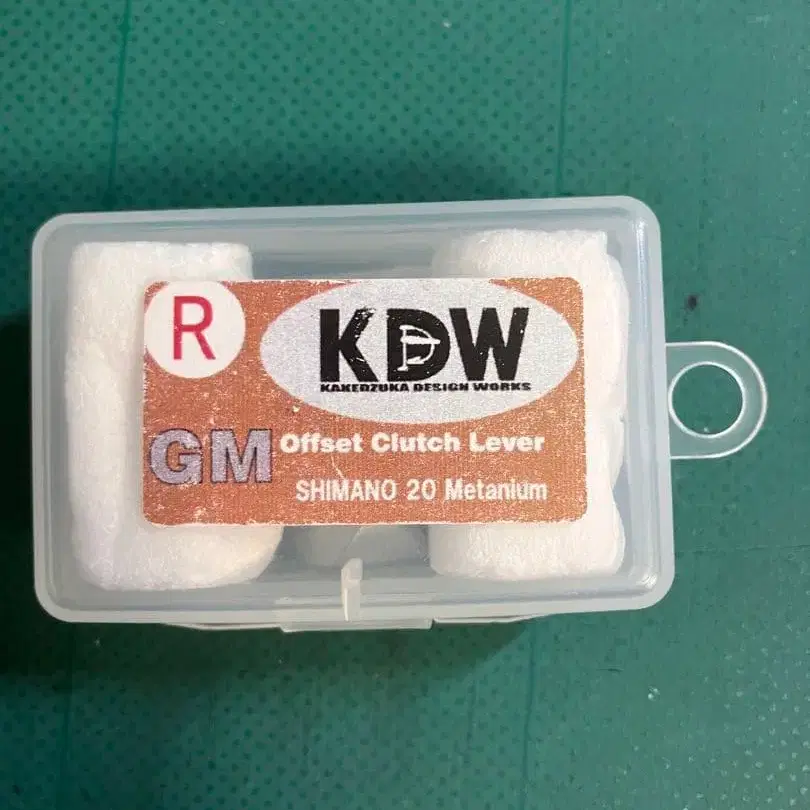 R
KDW
KAKEDZUKA DESIGN WORKS
GM
Offset Clutch Lever
SHIMANO 20 Metanium